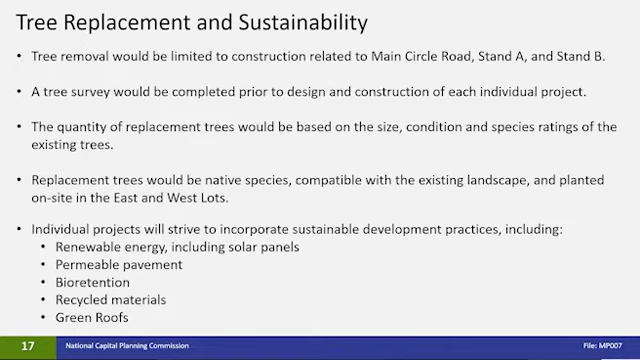 Tree Replacement and Sustainability
• Tree removal would be limited to construction related to Main Circle Road, Stand A, and Stand B.
• A tree survey would be completed prior to design and construction of each individual project.
• The quantity of replacement trees would be based on the size, condition and species ratings of the
existing trees.
• Replacement trees would be native species, compatible with the existing landscape, and planted
on-site in the East and West Lots.
• Individual projects will strive to incorporate sustainable development practices, including:
• Renewable energy, including solar panels
• Permeable pavement
• Bioretention
• Recycled materials
• Green Roofs
17 National Capital Planning Commission File: MP007